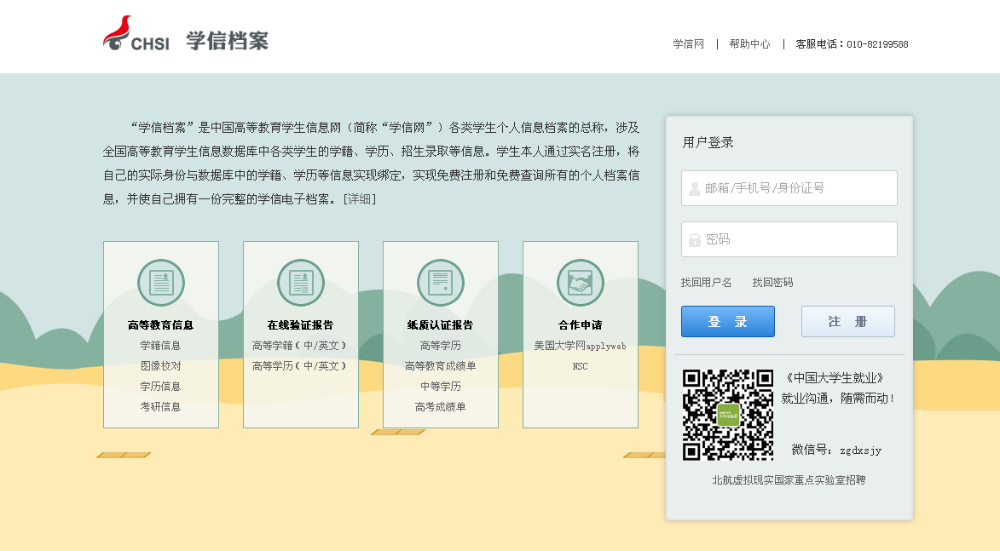 CHSI 学信档案
学信网 | 帮助中心 | 客服电话：010-82199588
“学信档案”是中国高等教育学生信息网（简称“学信网”）各类学生个人信息档案的总称，涉及
全国高等教育学生信息数据库中各类学生的学籍、学历、招生录取等信息。学生本人通过实名注册，将
自己的实际身份与数据库中的学籍、学历等信息实现绑定，实现免费注册和免费查询所有的个人档案信
息，并使自己拥有一份完整的学信电子档案。[详细]
高等教育信息
学籍信息
图像校对
学历信息
考研信息
在线验证报告
高等学籍（中/英文）
高等学历（中/英文）
纸质认证报告
高等学历
高等教育成绩单
中等学历
高考成绩单
合作申请
美国大学网applyweb
NSC
用户登录
邮箱/手机号/身份证号
密码
找回用户名 找回密码
登 录 注 册
《中国大学生就业》
就业沟通，随需而动！
微信号：zgdxsjy
北航虚拟现实国家重点实验室招聘